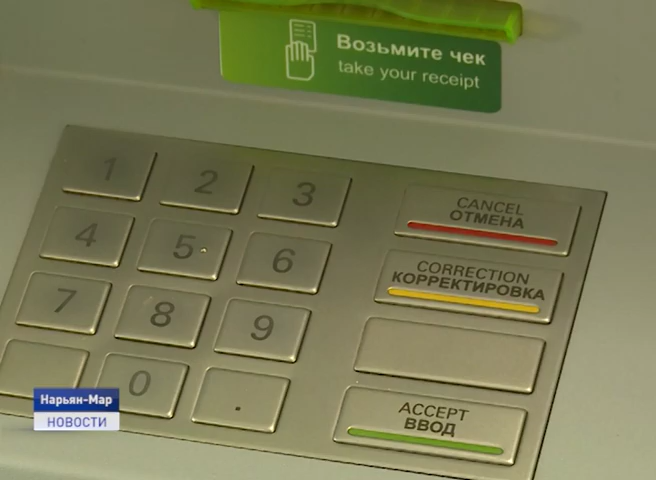 Возьмите чек
take your receipt
1 2 3
CANCEL
ОТМЕНА
4 5 6
CORRECTION
КОРРЕКТИРОВКА
7 8 9
0 .
ACCEPT
ВВОД
Нарьян-Мар
НОВОСТИ